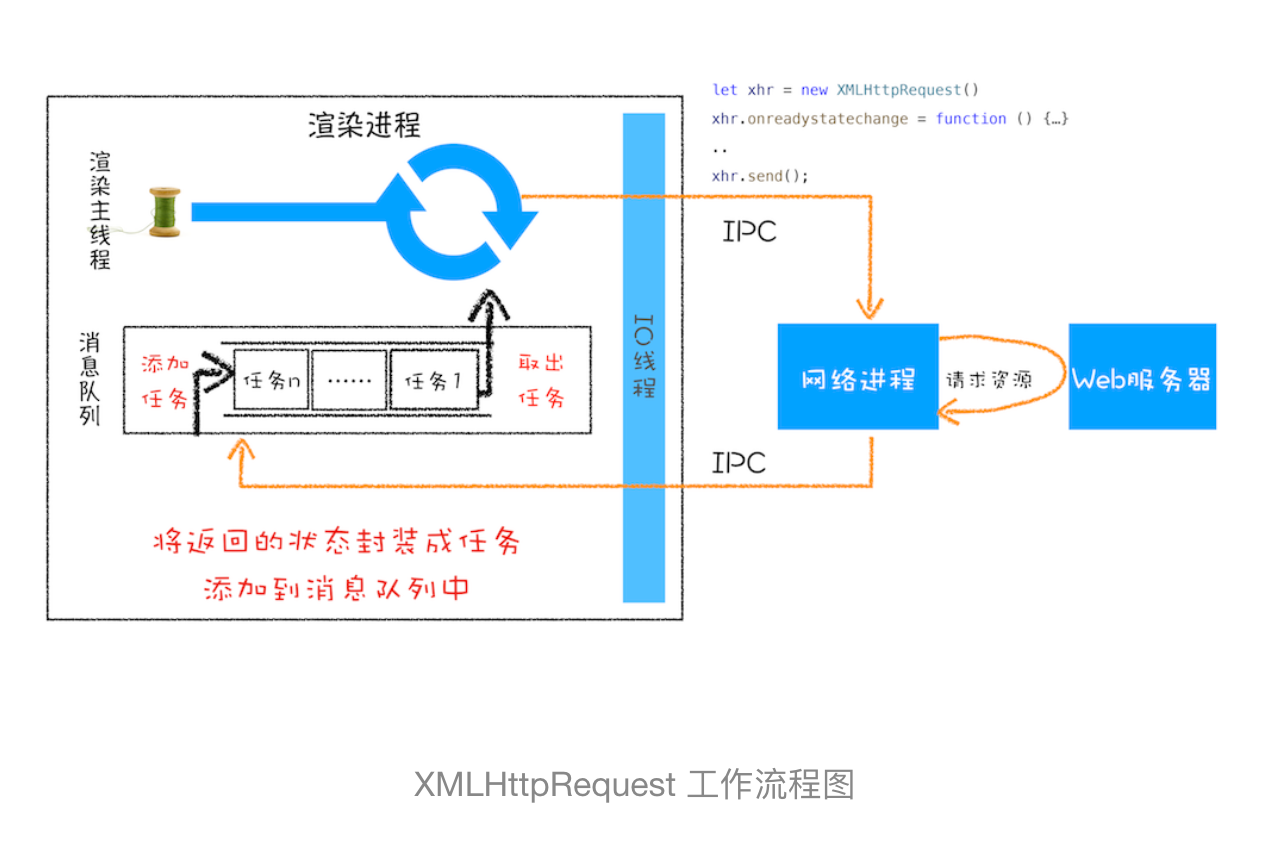 let xhr = new XMLHttpRequest()
xhr.onreadystatechange = function () {…}
..
xhr.send();
渲染进程
渲染主线程
IPC
消息队列
添加
任务
任务n
······
任务1
取出
任务
IO线程
网络进程
请求资源
Web服务器
IPC
将返回的状态封装成任务
添加到消息队列中
XMLHttpRequest 工作流程图